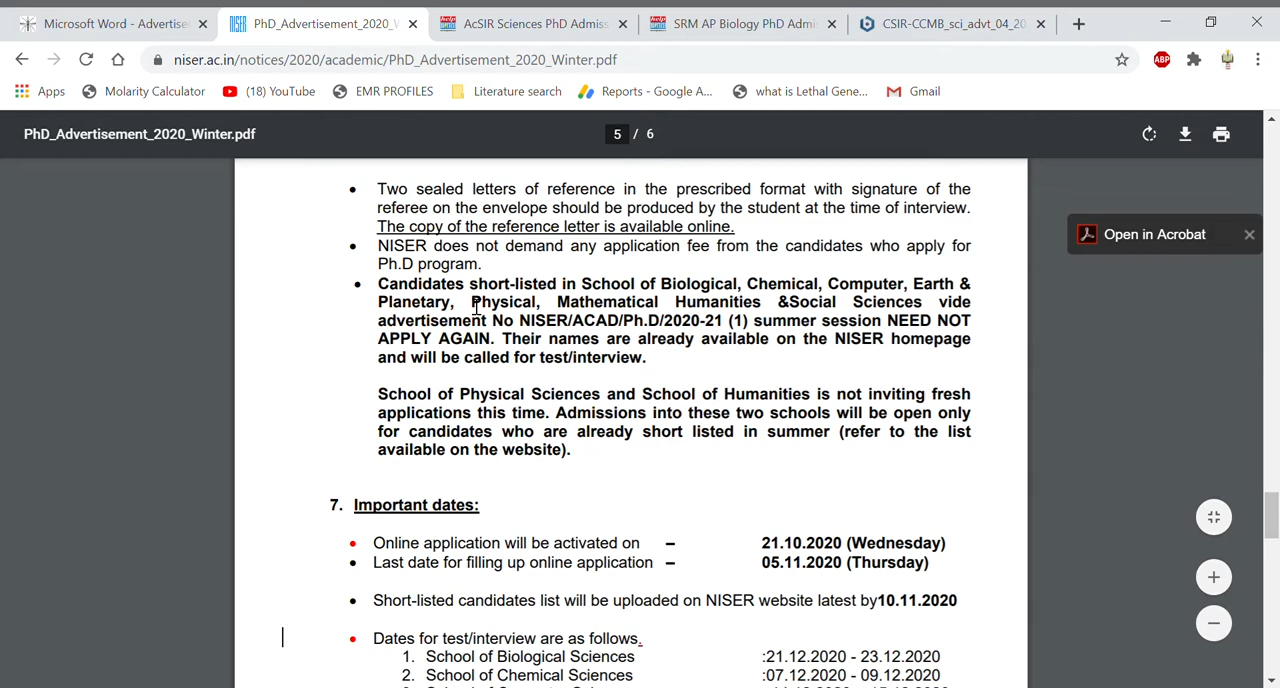 Microsoft Word - Advertise
PhD_Advertisement_2020_W
AcSIR Sciences PhD Admiss
SRM AP Biology PhD Admi
CSIR-CCMB_sci_advt_04_20
niser.ac.in/notices/2020/academic/PhD_Advertisement_2020_Winter.pdf
ABP
Apps
Molarity Calculator
(18) YouTube
EMR PROFILES
Literature search
Reports - Google A...
what is Lethal Gene...
Gmail
PhD_Advertisement_2020_Winter.pdf
5 / 6
Open in Acrobat
• Two sealed letters of reference in the prescribed format with signature of the
referee on the envelope should be produced by the student at the time of interview.
The copy of the reference letter is available online.
• NISER does not demand any application fee from the candidates who apply for
Ph.D program.
• Candidates short-listed in School of Biological, Chemical, Computer, Earth &
Planetary, Physical, Mathematical Humanities &Social Sciences vide
advertisement No NISER/ACAD/Ph.D/2020-21 (1) summer session NEED NOT
APPLY AGAIN. Their names are already available on the NISER homepage
and will be called for test/interview.
School of Physical Sciences and School of Humanities is not inviting fresh
applications this time. Admissions into these two schools will be open only
for candidates who are already short listed in summer (refer to the list
available on the website).
7. Important dates:
• Online application will be activated on – 21.10.2020 (Wednesday)
• Last date for filling up online application – 05.11.2020 (Thursday)
• Short-listed candidates list will be uploaded on NISER website latest by10.11.2020
• Dates for test/interview are as follows.
1. School of Biological Sciences :21.12.2020 - 23.12.2020
2. School of Chemical Sciences :07.12.2020 - 09.12.2020